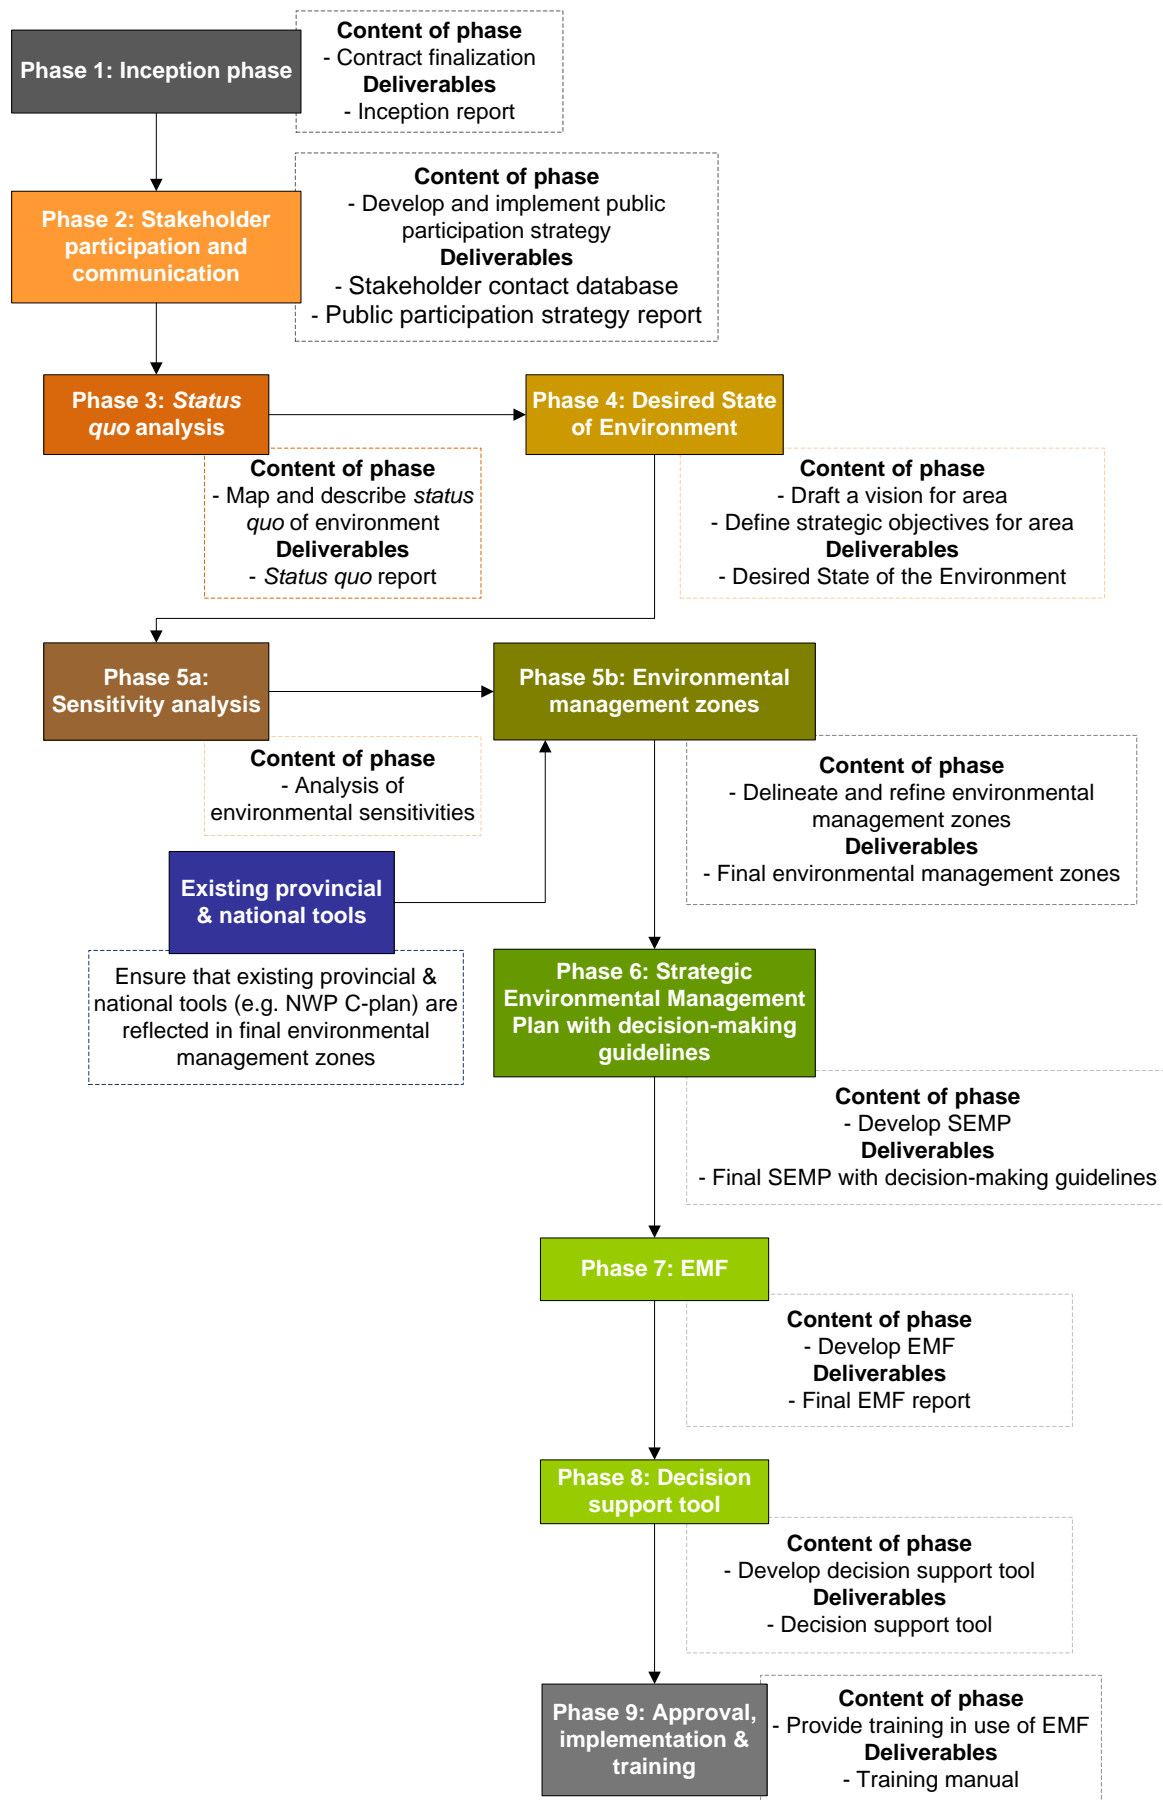 Phase 1: Inception phase
Content of phase
- Contract finalization
Deliverables
- Inception report
Phase 2: Stakeholder
participation and
communication
Content of phase
- Develop and implement public
participation strategy
Deliverables
- Stakeholder contact database
- Public participation strategy report
Phase 3: Status
quo analysis
Content of phase
- Map and describe status
quo of environment
Deliverables
- Status quo report
Phase 4: Desired State
of Environment
Content of phase
- Draft a vision for area
- Define strategic objectives for area
Deliverables
- Desired State of the Environment
Phase 5a:
Sensitivity analysis
Content of phase
- Analysis of
environmental sensitivities
Phase 5b: Environmental
management zones
Content of phase
- Delineate and refine environmental
management zones
Deliverables
- Final environmental management zones
Existing provincial
& national tools
Ensure that existing provincial &
national tools (e.g. NWP C-plan) are
reflected in final environmental
management zones
Phase 6: Strategic
Environmental Management
Plan with decision-making
guidelines
Content of phase
- Develop SEMP
Deliverables
- Final SEMP with decision-making guidelines
Phase 7: EMF
Content of phase
- Develop EMF
Deliverables
- Final EMF report
Phase 8: Decision
support tool
Content of phase
- Develop decision support tool
Deliverables
- Decision support tool
Phase 9: Approval,
implementation &
training
Content of phase
- Provide training in use of EMF
Deliverables
- Training manual